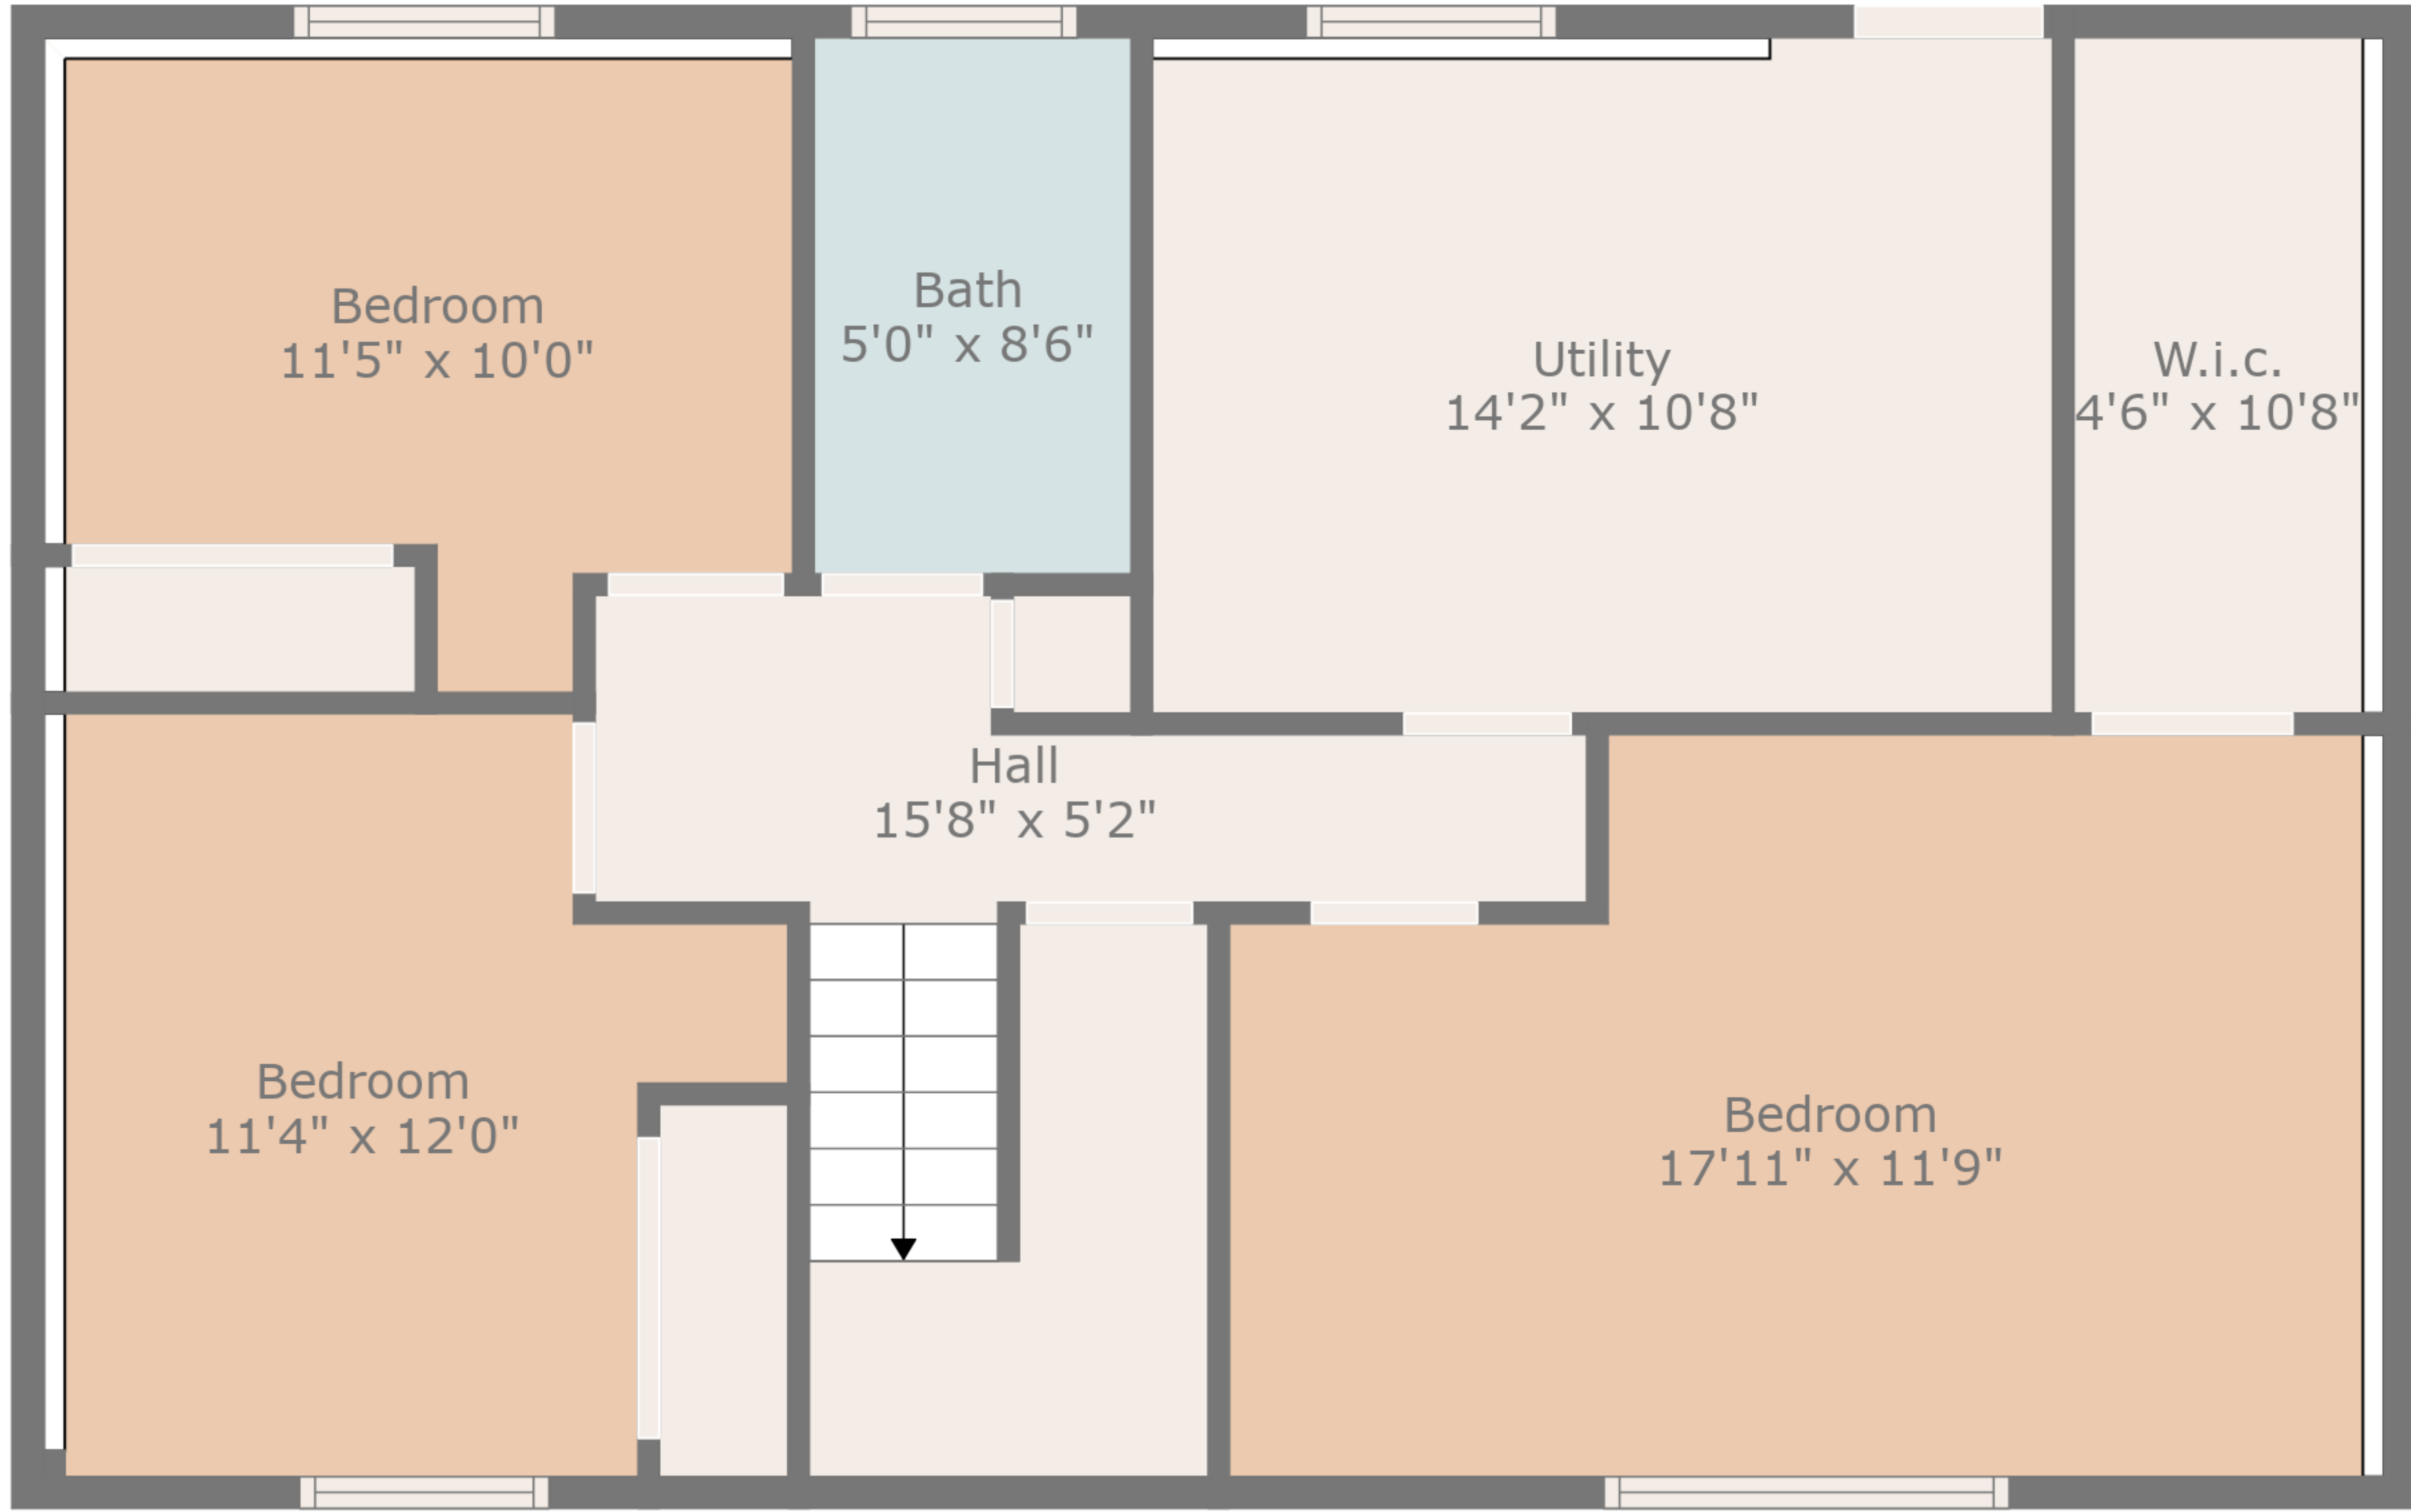 Bedroom
11'5" x 10'0"
Bath
5'0" x 8'6"
Utility
14'2" x 10'8"
W.i.c.
4'6" x 10'8"
Hall
15'8" x 5'2"
Bedroom
11'4" x 12'0"
Bedroom
17'11" x 11'9"